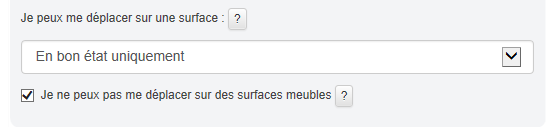 Je peux me déplacer sur une surface : ?
En bon état uniquement
Je ne peux pas me déplacer sur des surfaces meubles ?